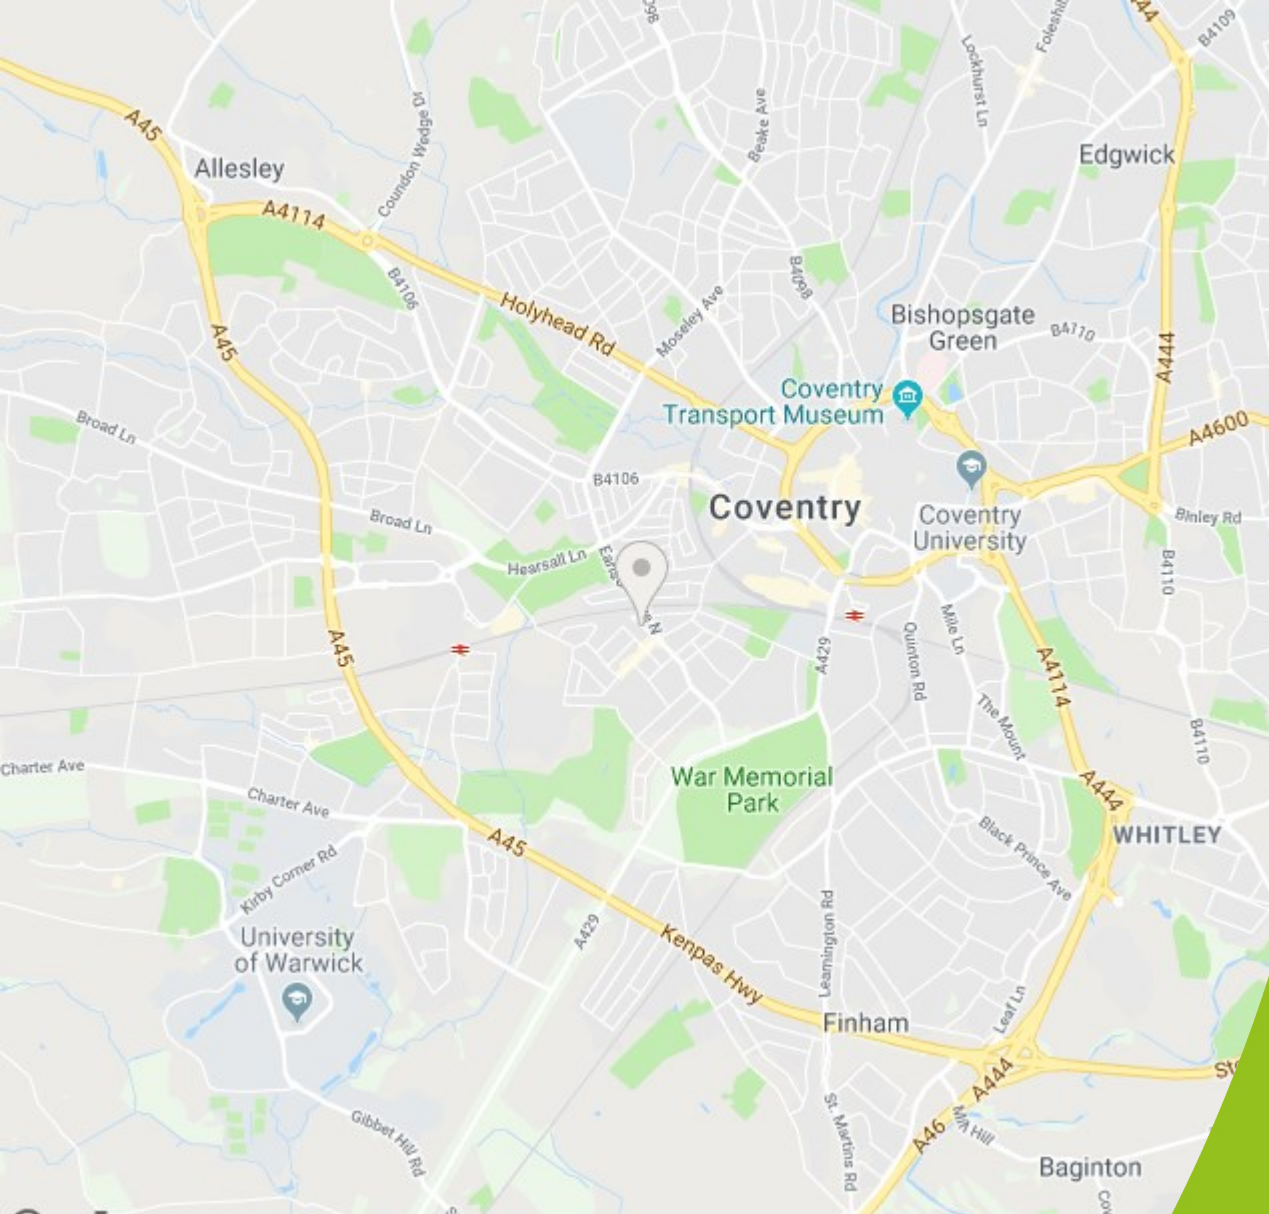 A444
B4109
Foleshil
Lockhurst Ln
Beake Ave
Coundon Wedge Dr
A45
Allesley
Edgwick
A4114
B4106
B4098
Moseley Ave
Holyhead Rd
Bishopsgate
Green
B4110
A444
A45
Coventry
Transport Museum
Broad Ln
A4600
B4106
Coventry
Coventry
University
Binley Rd
Broad Ln
Hearsall Ln
B4110
Mile Ln
Quinton Rd
A429
A45
A4114
The Mount
B4110
Charter Ave
Charter Ave
War Memorial
Park
A444
WHITLEY
Black Prince Ave
A45
Kirby Corner Rd
Leamington Rd
A429
Kenpas Hwy
University
of Warwick
Leaf Ln
Finham
A444
Gibbet Hill Rd
St. Martins Rd
A46
Mill Hill
Baginton